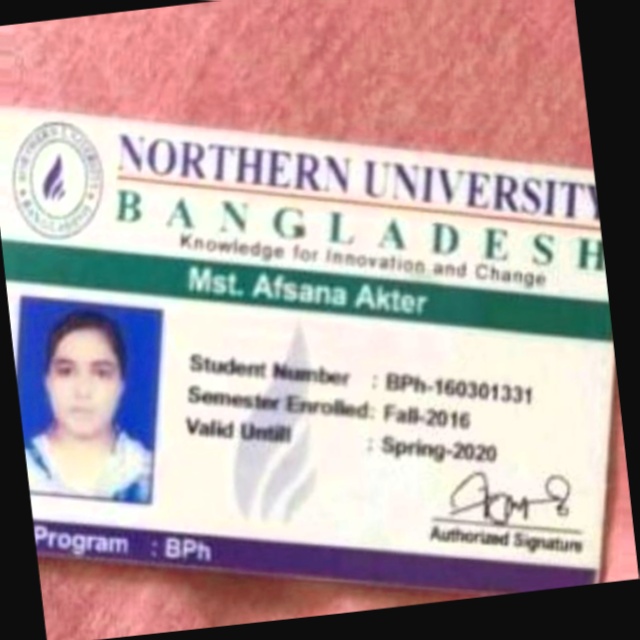 NORTHERN UNIVERSITY
BANGLADESH
Knowledge for Innovation and Change
Mst. Afsana Akter
Student Number : BPh-160301331
Semester Enrolled: Fall-2016
Valid Untill : Spring-2020
Authorized Signature
Program : BPh